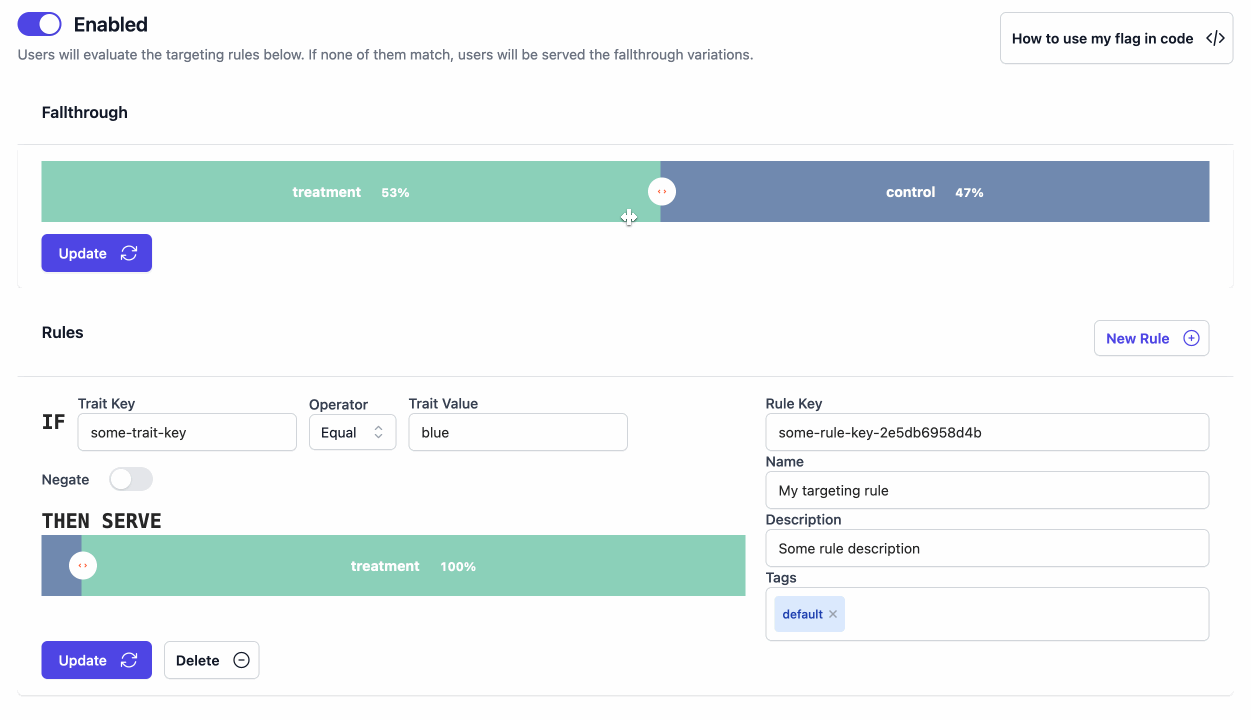 Enabled
How to use my flag in code </>
Users will evaluate the targeting rules below. If none of them match, users will be served the fallthrough variations.
Fallthrough
treatment 53%
control 47%
Update
Rules
New Rule
IF
Trait Key
some-trait-key
Operator
Equal
Trait Value
blue
Negate
THEN SERVE
treatment 100%
Update
Delete
Rule Key
some-rule-key-2e5db6958d4b
Name
My targeting rule
Description
Some rule description
Tags
default ×